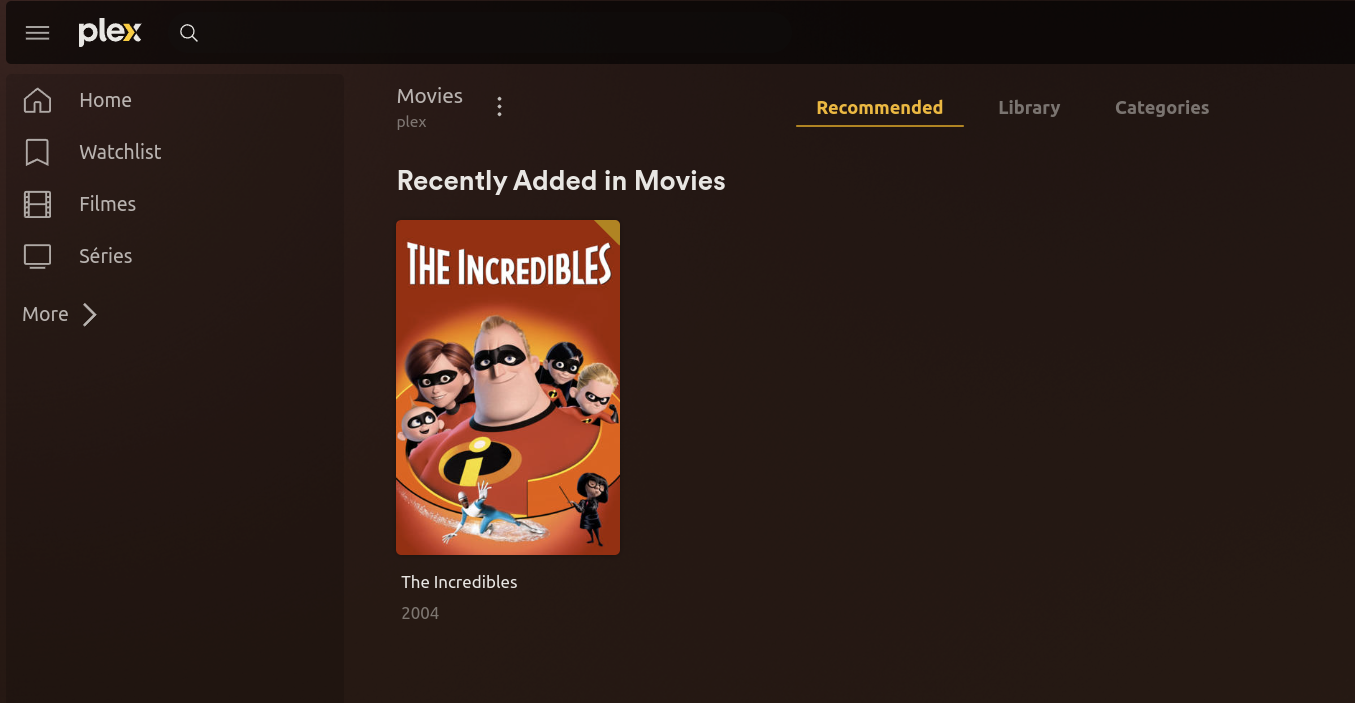 plex
Home
Watchlist
Filmes
Séries
More
Movies
plex
Recommended
Library
Categories
Recently Added in Movies
THE INCREDIBLES
The Incredibles
2004